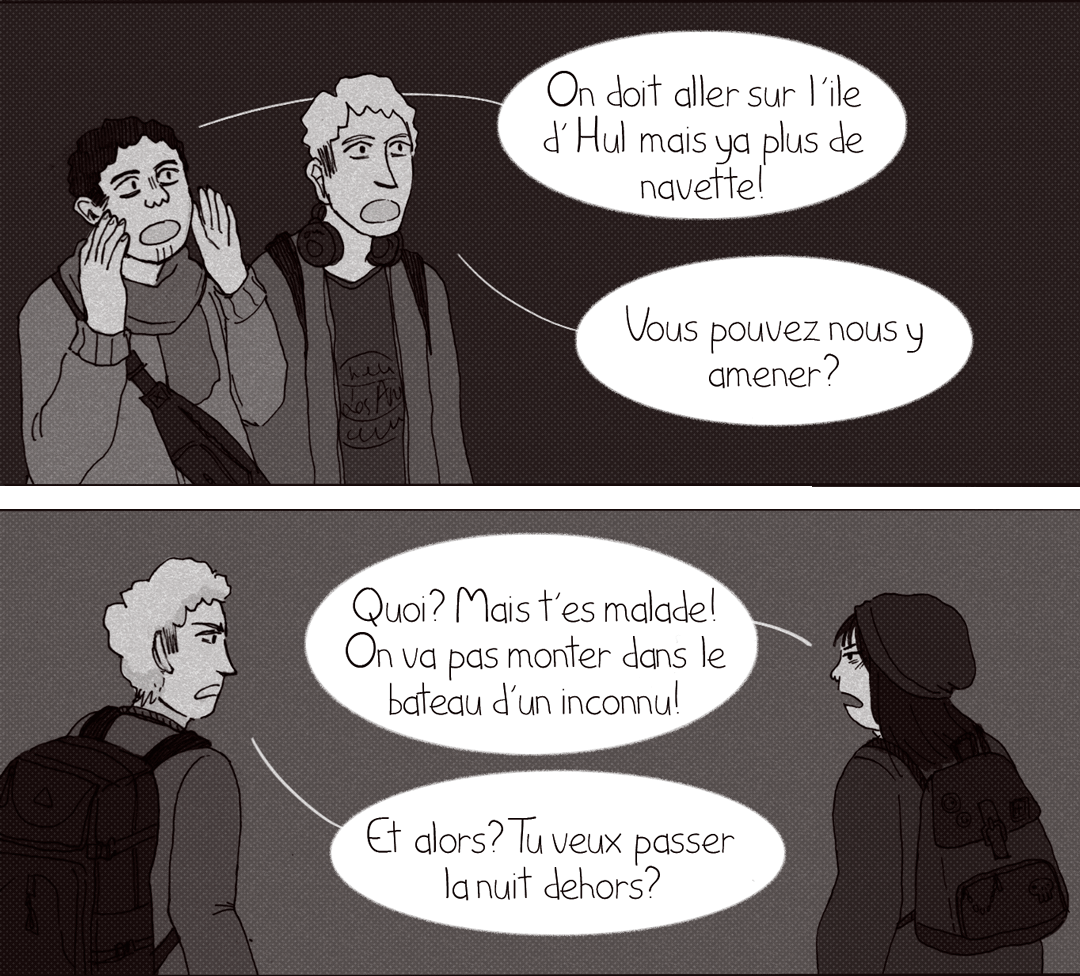 On doit aller sur l'ile
d'Hul mais ya plus de
navette!
Vous pouvez nous y
amener?
Quoi? Mais t'es malade!
On va pas monter dans le
bateau d'un inconnu!
Et alors? Tu veux passer
la nuit dehors?